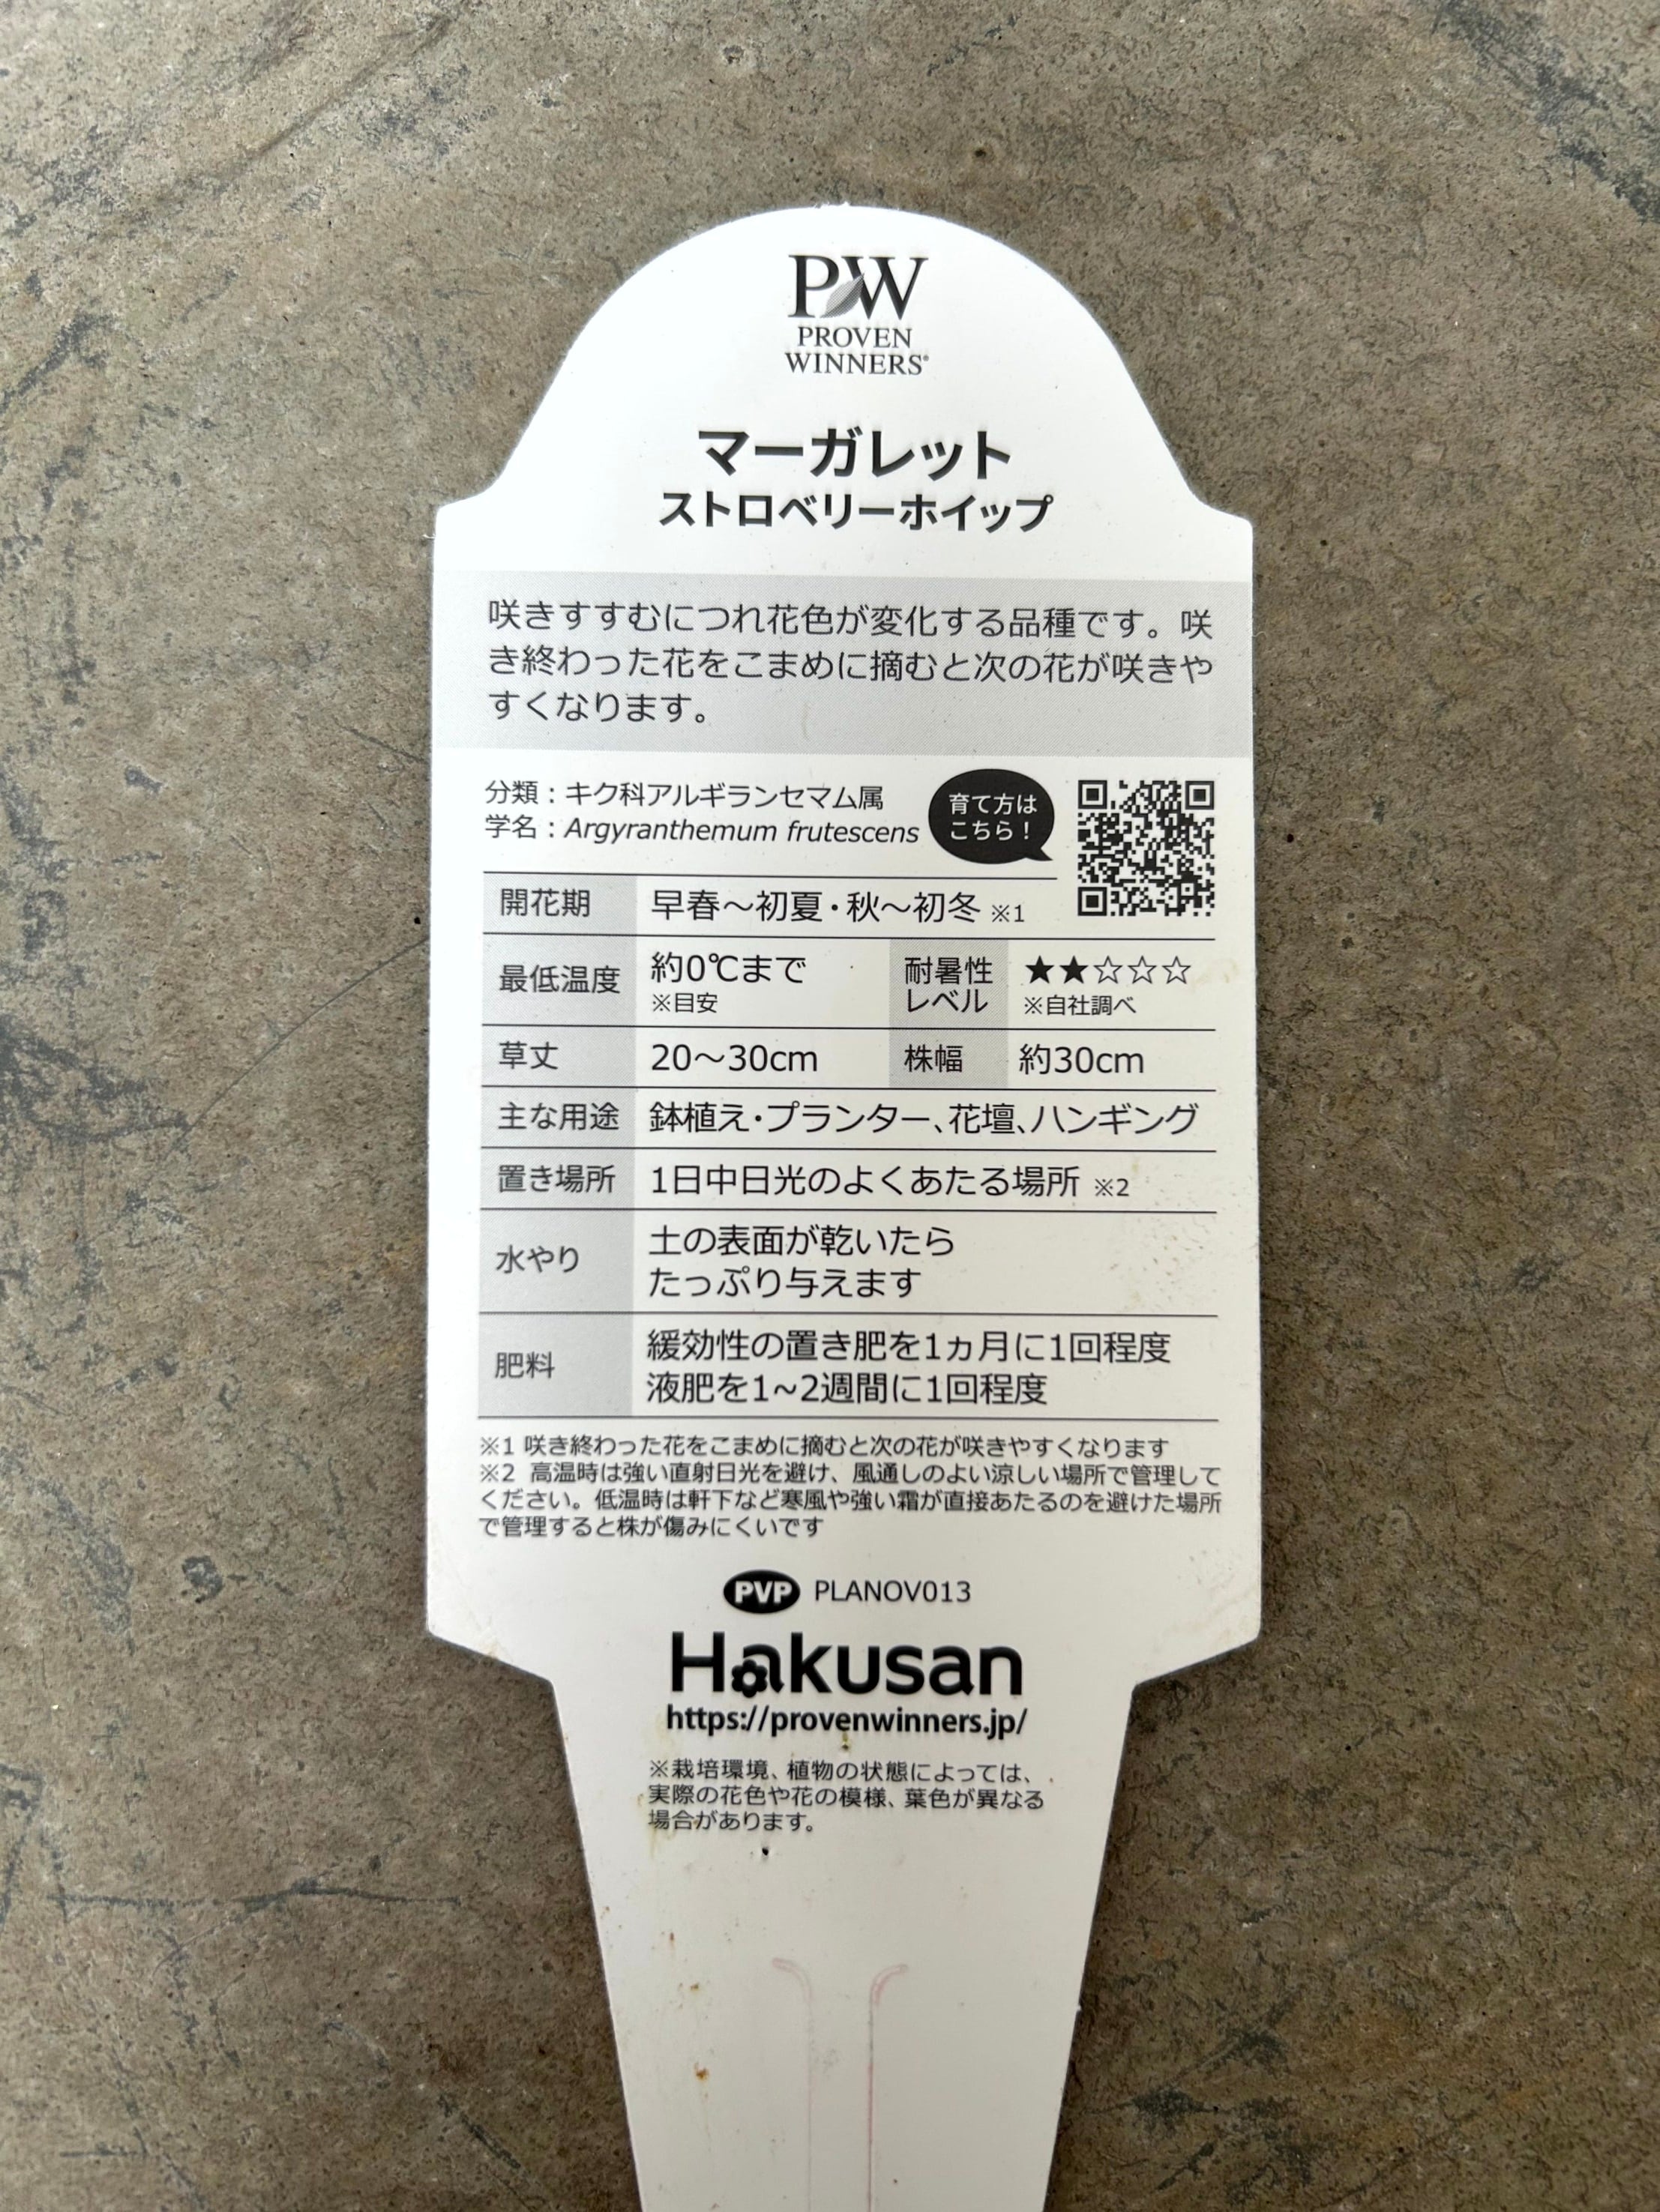 PW
PROVEN
WINNERS®
マーガレット
ストロベリーホイップ
咲きすすむにつれ花色が変化する品種です。咲
き終わった花をこまめに摘むと次の花が咲きや
すくなります。
分類：キク科アルギランセマム属
学名：Argyranthemum frutescens
育て方は
こちら！
開花期 早春～初夏・秋～初冬 ※1
最低温度 約0℃まで
※目安
耐暑性
レベル
★★☆☆☆
※自社調べ
草丈 20～30cm 株幅 約30cm
主な用途 鉢植え・プランター、花壇、ハンギング
置き場所 1日中日光のよくあたる場所 ※2
水やり 土の表面が乾いたら
たっぷり与えます
肥料 緩効性の置き肥を1ヵ月に1回程度
液肥を1~2週間に1回程度
※1 咲き終わった花をこまめに摘むと次の花が咲きやすくなります
※2 高温時は強い直射日光を避け、風通しのよい涼しい場所で管理して
ください。低温時は軒下など寒風や強い霜が直接あたるのを避けた場所
で管理すると株が傷みにくいです
PVP PLANOV013
Hakusan
https://provenwinners.jp/
※栽培環境、植物の状態によっては、
実際の花色や花の模様、葉色が異なる
場合があります。